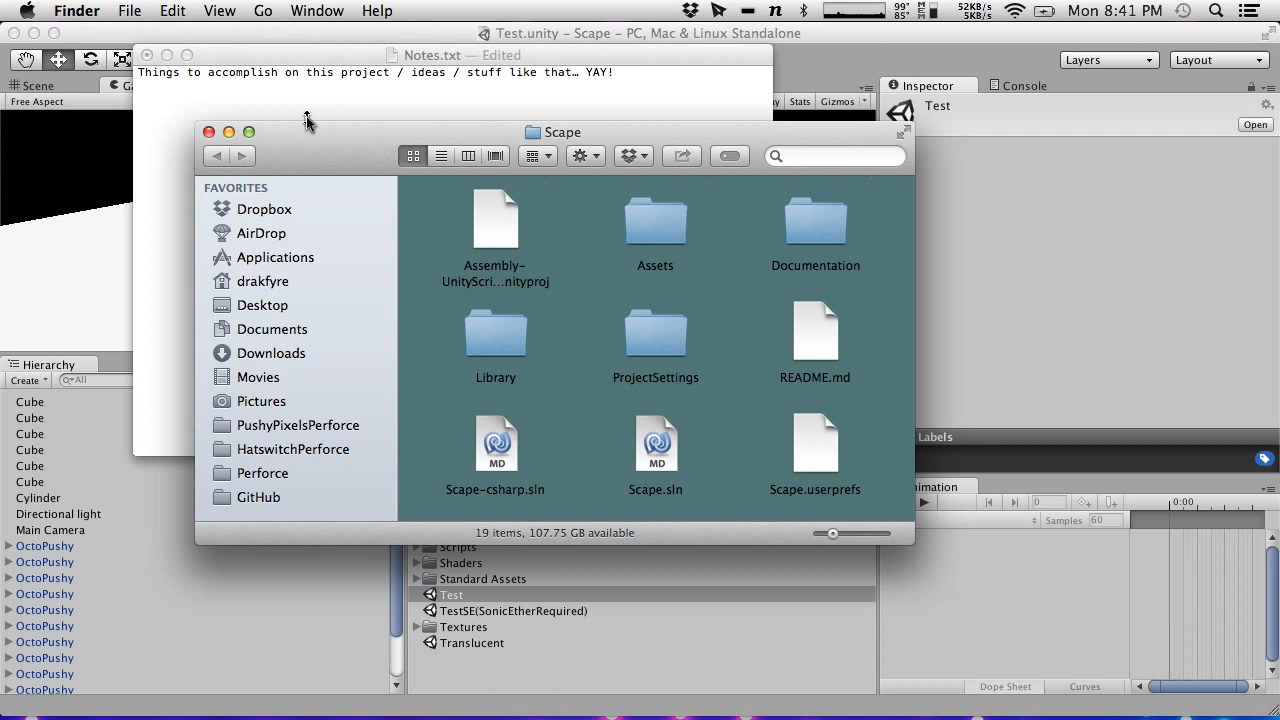 Finder File Edit View Go Window Help
99° 85° 52KB/s 5KB/s Mon 8:41 PM
Test.unity - Scape - PC, Mac & Linux Standalone
Notes.txt — Edited
Layers Layout
Things to accomplish on this project / ideas / stuff like that… YAY!
Scene
Inspector Console
Free Aspect
Stats Gizmos
Test
Open
Scape
FAVORITES
Dropbox
AirDrop
Applications
drakfyre
Desktop
Documents
Downloads
Movies
Pictures
PushyPixelsPerforce
HatswitchPerforce
Perforce
GitHub
Assembly-UnityScri...nityproj
Assets
Documentation
Library
ProjectSettings
README.md
MD
Scape-csharp.sln
MD
Scape.sln
Scape.userprefs
19 items, 107.75 GB available
Hierarchy
Create All
Cube
Cube
Cube
Cube
Cube
Cube
Cylinder
Directional light
Main Camera
OctoPushy
OctoPushy
OctoPushy
OctoPushy
OctoPushy
OctoPushy
OctoPushy
OctoPushy
OctoPushy
OctoPushy
Scripts
Shaders
Standard Assets
Test
TestSE(SonicEtherRequired)
Textures
Translucent
Labels
nimation
0 0:00
Samples 60
Dope Sheet Curves